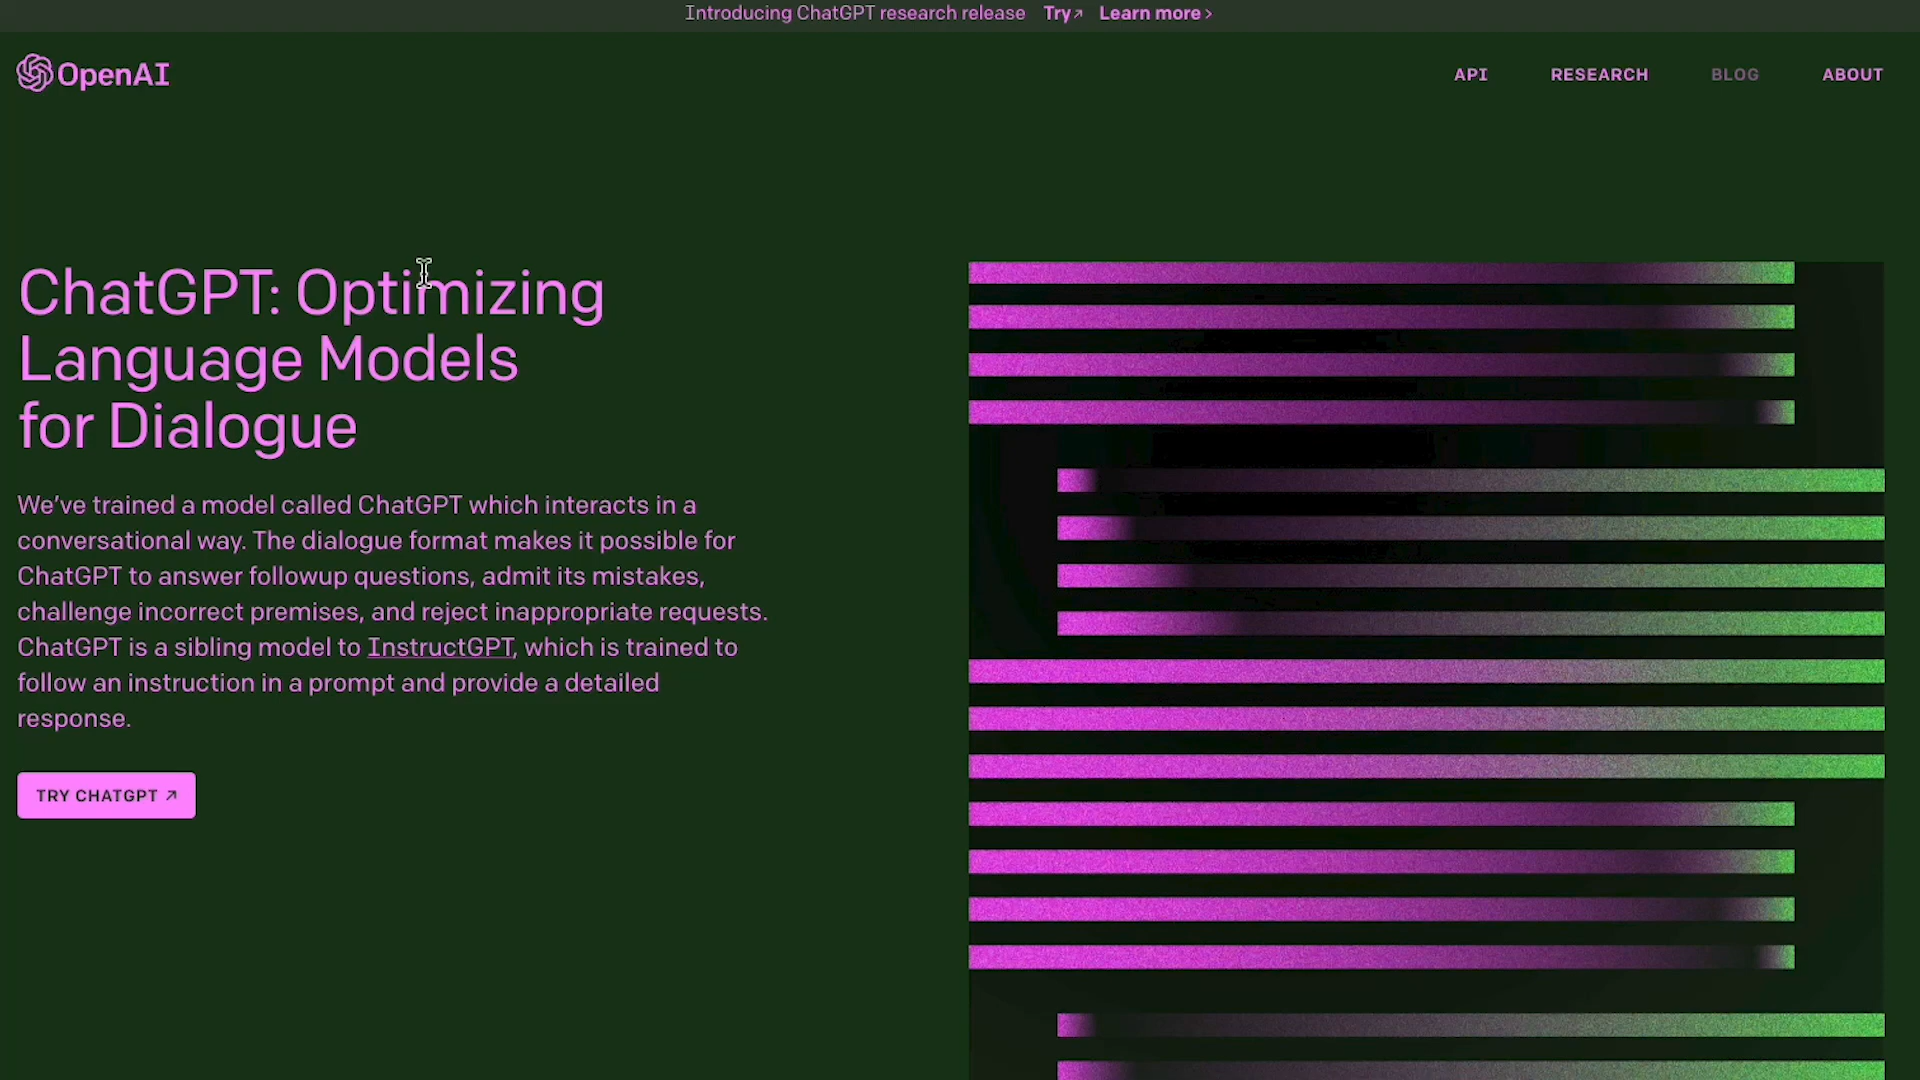 Introducing ChatGPT research release Try↗ Learn more ›
OpenAI
API RESEARCH BLOG ABOUT
ChatGPT: Optimizing
Language Models
for Dialogue
We’ve trained a model called ChatGPT which interacts in a
conversational way. The dialogue format makes it possible for
ChatGPT to answer followup questions, admit its mistakes,
challenge incorrect premises, and reject inappropriate requests.
ChatGPT is a sibling model to InstructGPT, which is trained to
follow an instruction in a prompt and provide a detailed
response.
TRY CHATGPT ↗